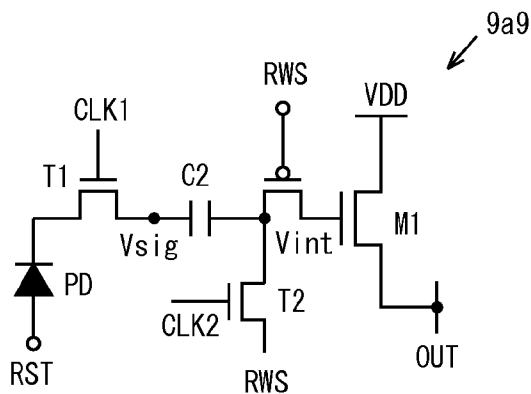 9a9
RWS
VDD
CLK1
T1
C2
Vsig
Vint
M1
PD
T2
CLK2
RST
RWS
OUT